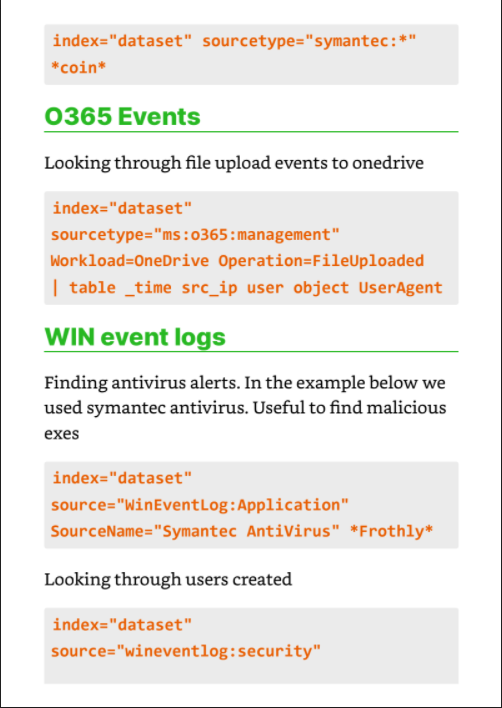 index="dataset" sourcetype="symantec:*"
*coin*
O365 Events
Looking through file upload events to onedrive
index="dataset"
sourcetype="ms:o365:management"
Workload=OneDrive Operation=FileUploaded
| table _time src_ip user object UserAgent
WIN event logs
Finding antivirus alerts. In the example below we
used symantec antivirus. Useful to find malicious
exes
index="dataset"
source="WinEventLog:Application"
SourceName="Symantec AntiVirus" *Frothly*
Looking through users created
index="dataset"
source="wineventlog:security"